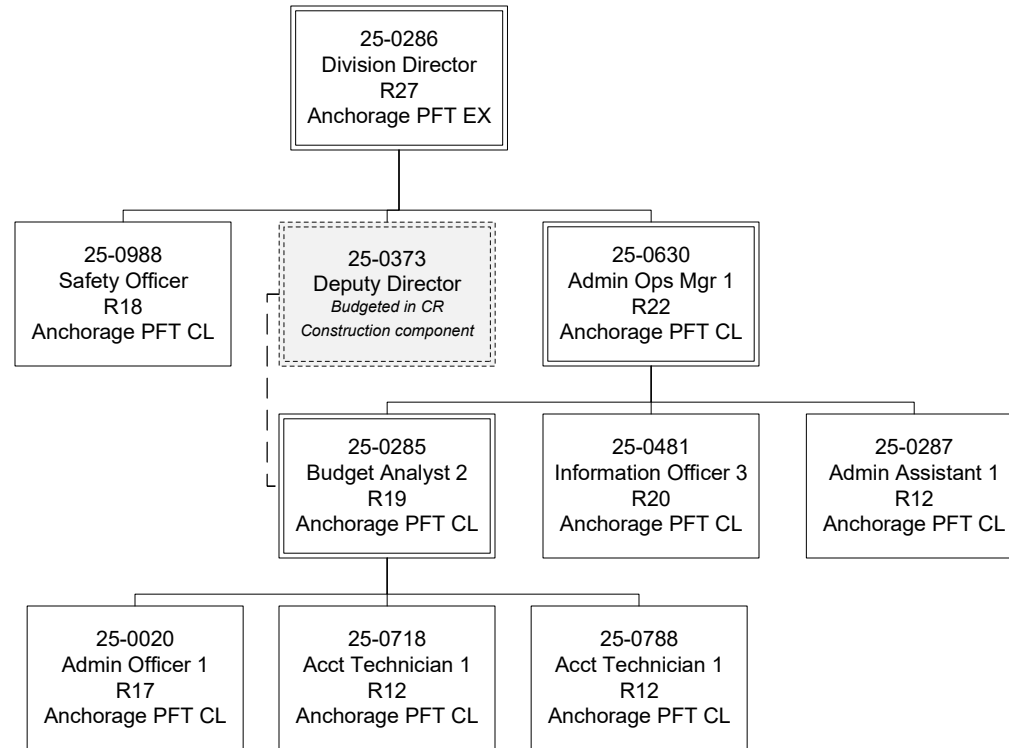 25-0286
Division Director
R27
Anchorage PFT EX
25-0988
Safety Officer
R18
Anchorage PFT CL
25-0373
Deputy Director
Budgeted in CR
Construction component
25-0630
Admin Ops Mgr 1
R22
Anchorage PFT CL
25-0285
Budget Analyst 2
R19
Anchorage PFT CL
25-0481
Information Officer 3
R20
Anchorage PFT CL
25-0287
Admin Assistant 1
R12
Anchorage PFT CL
25-0020
Admin Officer 1
R17
Anchorage PFT CL
25-0718
Acct Technician 1
R12
Anchorage PFT CL
25-0788
Acct Technician 1
R12
Anchorage PFT CL